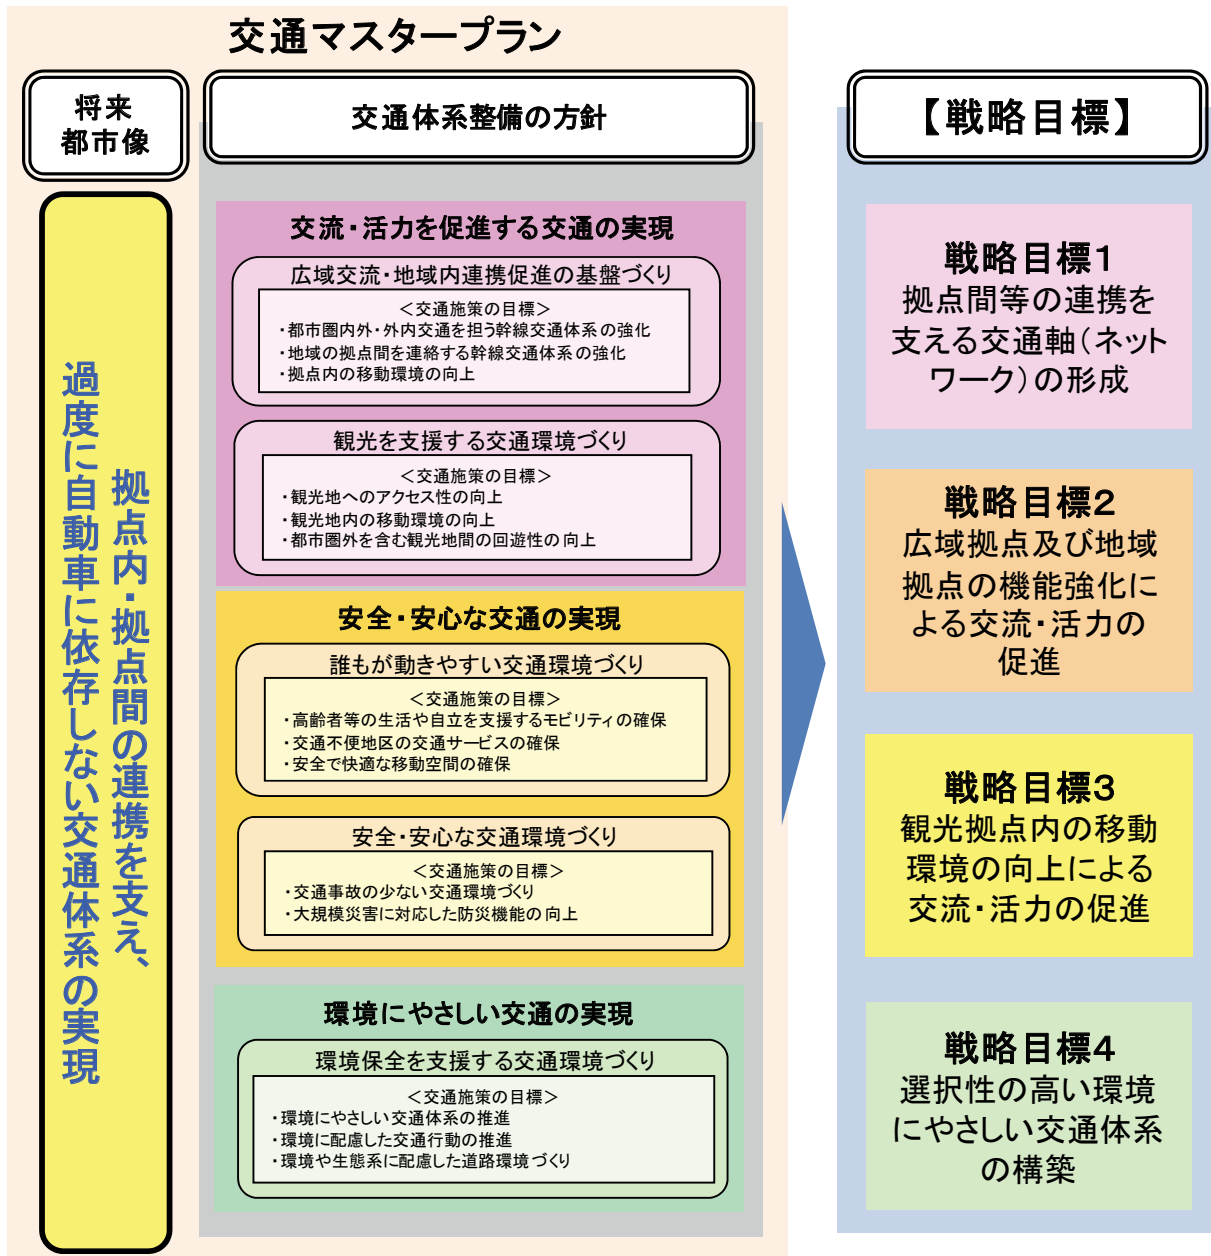 交通マスタープラン
将来
都市像
拠点内・拠点間の連携を支え、
過度に自動車に依存しない交通体系の実現
交通体系整備の方針
交流・活力を促進する交通の実現
広域交流・地域内連携促進の基盤づくり
＜交通施策の目標＞
・都市圏内外・外内交通を担う幹線交通体系の強化
・地域の拠点間を連絡する幹線交通体系の強化
・拠点内の移動環境の向上
観光を支援する交通環境づくり
＜交通施策の目標＞
・観光地へのアクセス性の向上
・観光地内の移動環境の向上
・都市圏外を含む観光地間の回遊性の向上
安全・安心な交通の実現
誰もが動きやすい交通環境づくり
＜交通施策の目標＞
・高齢者等の生活や自立を支援するモビリティの確保
・交通不便地区の交通サービスの確保
・安全で快適な移動空間の確保
安全・安心な交通環境づくり
＜交通施策の目標＞
・交通事故の少ない交通環境づくり
・大規模災害に対応した防災機能の向上
環境にやさしい交通の実現
環境保全を支援する交通環境づくり
＜交通施策の目標＞
・環境にやさしい交通体系の推進
・環境に配慮した交通行動の推進
・環境や生態系に配慮した道路環境づくり
【戦略目標】
戦略目標1
拠点間等の連携を
支える交通軸（ネット
ワーク）の形成
戦略目標2
広域拠点及び地域
拠点の機能強化に
よる交流・活力の
促進
戦略目標3
観光拠点内の移動
環境の向上による
交流・活力の促進
戦略目標4
選択性の高い環境
にやさしい交通体系
の構築